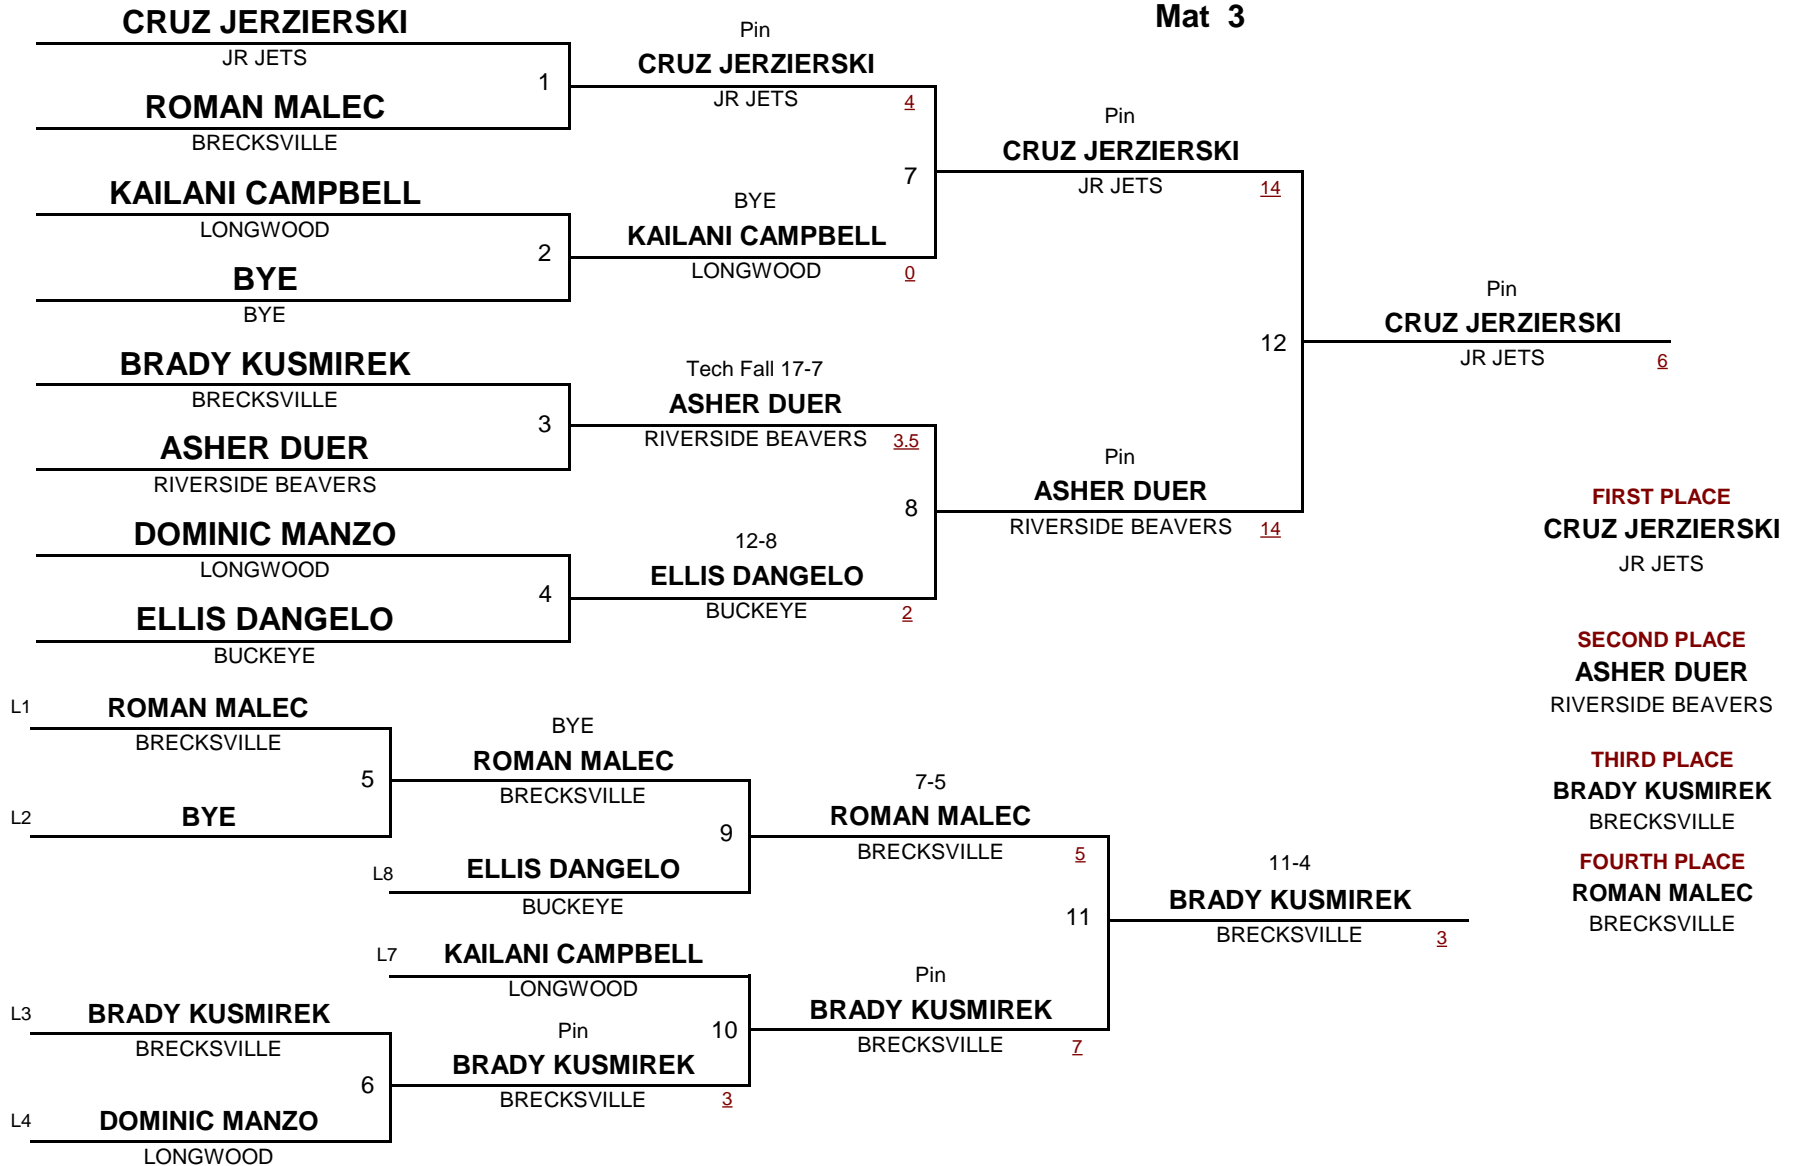 Mat 3
CRUZ JERZIERSKI
JR JETS
1
ROMAN MALEC
BRECKSVILLE
KAILANI CAMPBELL
LONGWOOD
2
BYE
BYE
BRADY KUSMIREK
BRECKSVILLE
3
ASHER DUER
RIVERSIDE BEAVERS
DOMINIC MANZO
LONGWOOD
4
ELLIS DANGELO
BUCKEYE
Pin
CRUZ JERZIERSKI
JR JETS 4
7
BYE
KAILANI CAMPBELL
LONGWOOD 0
Tech Fall 17-7
ASHER DUER
RIVERSIDE BEAVERS 3.5
8
12-8
ELLIS DANGELO
BUCKEYE 2
Pin
CRUZ JERZIERSKI
JR JETS 14
12
Pin
ASHER DUER
RIVERSIDE BEAVERS 14
Pin
CRUZ JERZIERSKI
JR JETS 6
L1 ROMAN MALEC
BRECKSVILLE
5
L2 BYE
L3 BRADY KUSMIREK
BRECKSVILLE
6
L4 DOMINIC MANZO
LONGWOOD
BYE
ROMAN MALEC
BRECKSVILLE
9
L8 ELLIS DANGELO
BUCKEYE
L7 KAILANI CAMPBELL
LONGWOOD
10
Pin
BRADY KUSMIREK
BRECKSVILLE 3
7-5
ROMAN MALEC
BRECKSVILLE 5
11
Pin
BRADY KUSMIREK
BRECKSVILLE 7
11-4
BRADY KUSMIREK
BRECKSVILLE 3
FIRST PLACE
CRUZ JERZIERSKI
JR JETS
SECOND PLACE
ASHER DUER
RIVERSIDE BEAVERS
THIRD PLACE
BRADY KUSMIREK
BRECKSVILLE
FOURTH PLACE
ROMAN MALEC
BRECKSVILLE